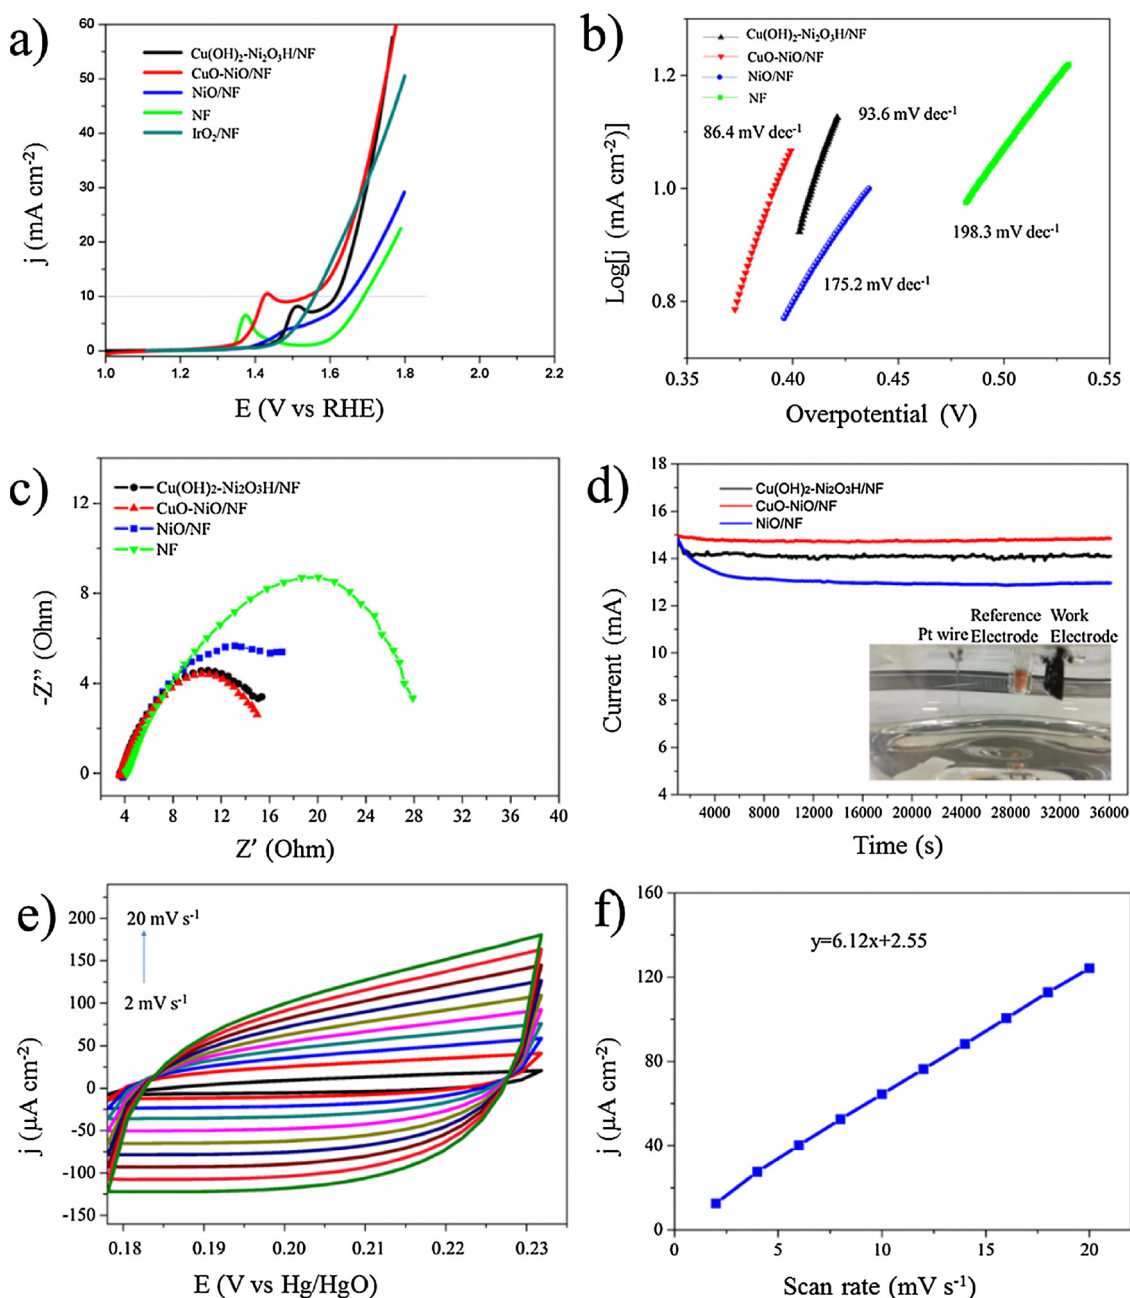 a)
60
50
40
30
20
10
0
j (mA cm⁻²)
Cu(OH)₂-Ni₂O₃H/NF
CuO-NiO/NF
NiO/NF
NF
IrO₂/NF
1.0 1.2 1.4 1.6 1.8 2.0 2.2
E (V vs RHE)
b)
1.2
1.0
0.8
Log[j (mA cm⁻²)]
Cu(OH)₂-Ni₂O₃H/NF
CuO-NiO/NF
NiO/NF
NF
86.4 mV dec⁻¹
93.6 mV dec⁻¹
198.3 mV dec⁻¹
175.2 mV dec⁻¹
0.35 0.40 0.45 0.50 0.55
Overpotential (V)
c)
12
8
4
0
-Z″ (Ohm)
Cu(OH)₂-Ni₂O₃H/NF
CuO-NiO/NF
NiO/NF
NF
4 8 12 16 20 24 28 32 36 40
Z′ (Ohm)
d)
18
16
14
12
10
8
6
4
Current (mA)
Cu(OH)₂-Ni₂O₃H/NF
CuO-NiO/NF
NiO/NF
Reference Work
Pt wire Electrode Electrode
4000 8000 12000 16000 20000 24000 28000 32000 36000
Time (s)
e)
200
150
100
50
0
-50
-100
-150
j (μA cm⁻²)
20 mV s⁻¹
2 mV s⁻¹
0.18 0.19 0.20 0.21 0.22 0.23
E (V vs Hg/HgO)
f)
160
120
80
40
0
j (μA cm⁻²)
y=6.12x+2.55
0 5 10 15 20
Scan rate (mV s⁻¹)